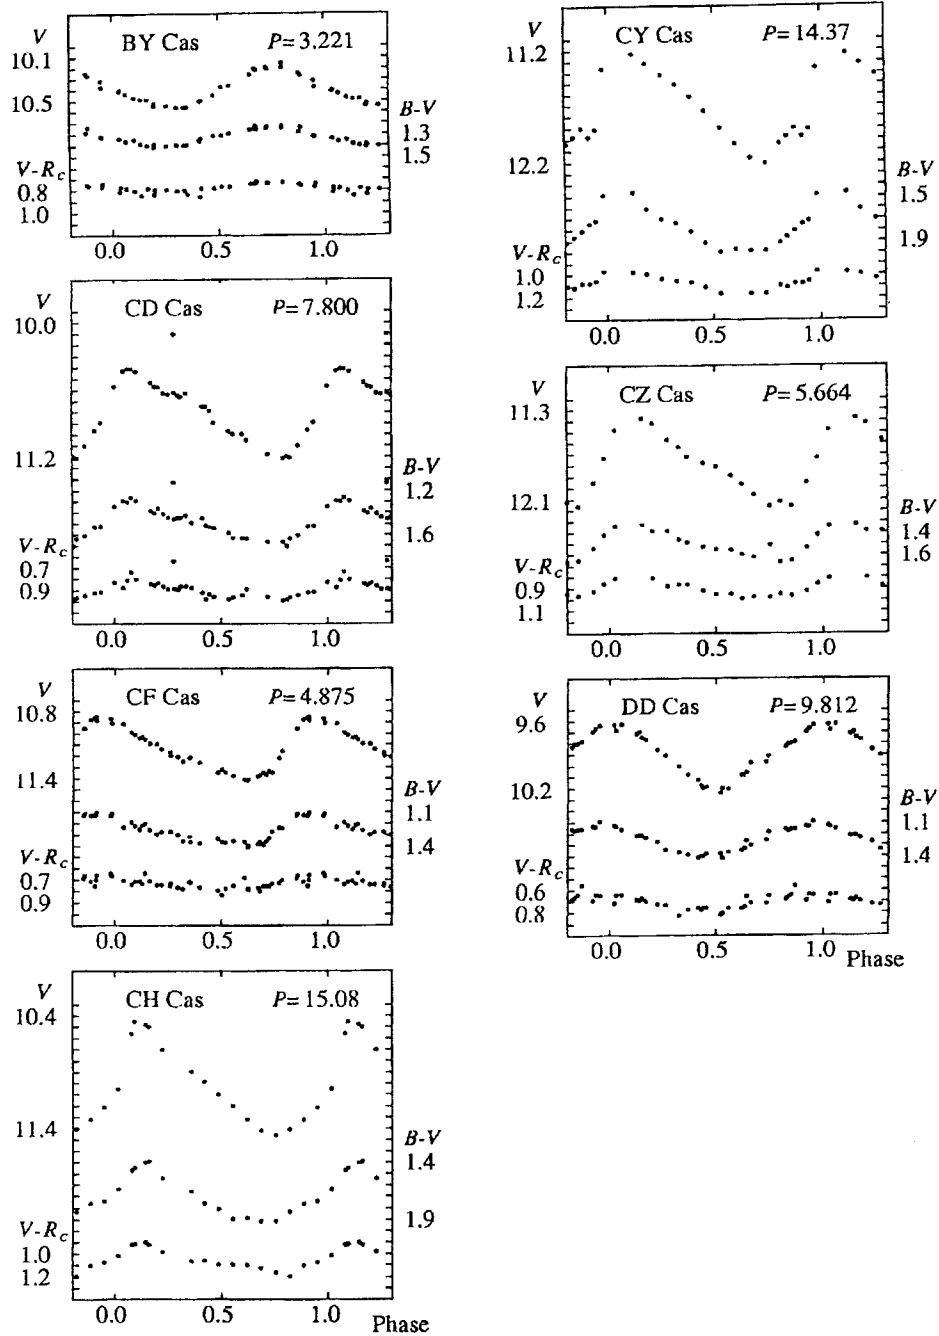 V
BY Cas P=3.221
10.1
10.5
B-V
1.3
1.5
V-Rc
0.8
1.0
0.0 0.5 1.0
V
CD Cas P=7.800
10.0
11.2
B-V
1.2
1.6
V-Rc
0.7
0.9
0.0 0.5 1.0
V
CF Cas P=4.875
10.8
11.4
B-V
1.1
1.4
V-Rc
0.7
0.9
0.0 0.5 1.0
V
CH Cas P=15.08
10.4
11.4
B-V
1.4
1.9
V-Rc
1.0
1.2
0.0 0.5 1.0
Phase
V
CY Cas P=14.37
11.2
12.2
B-V
1.5
1.9
V-Rc
1.0
1.2
0.0 0.5 1.0
V
CZ Cas P=5.664
11.3
12.1
B-V
1.4
1.6
V-Rc
0.9
1.1
0.0 0.5 1.0
V
DD Cas P=9.812
9.6
10.2
B-V
1.1
1.4
V-Rc
0.6
0.8
0.0 0.5 1.0
Phase